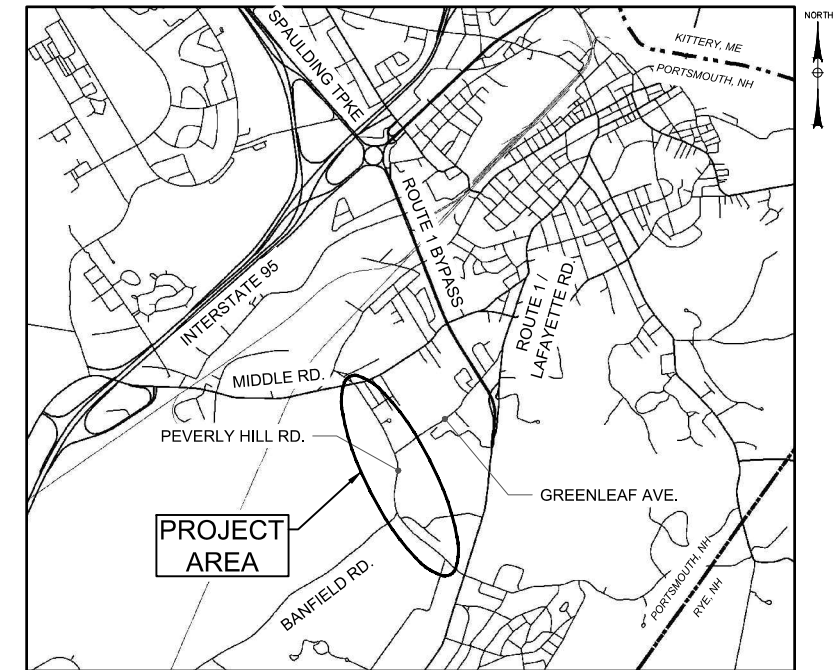 NORTH
KITTERY, ME
PORTSMOUTH, NH
SPAULDING TPKE
ROUTE 1 BYPASS
INTERSTATE 95
ROUTE 1 /
LAFAYETTE RD.
MIDDLE RD.
PEVERLY HILL RD.
GREENLEAF AVE.
PROJECT
AREA
BANFIELD RD.
PORTSMOUTH, NH
RYE, NH